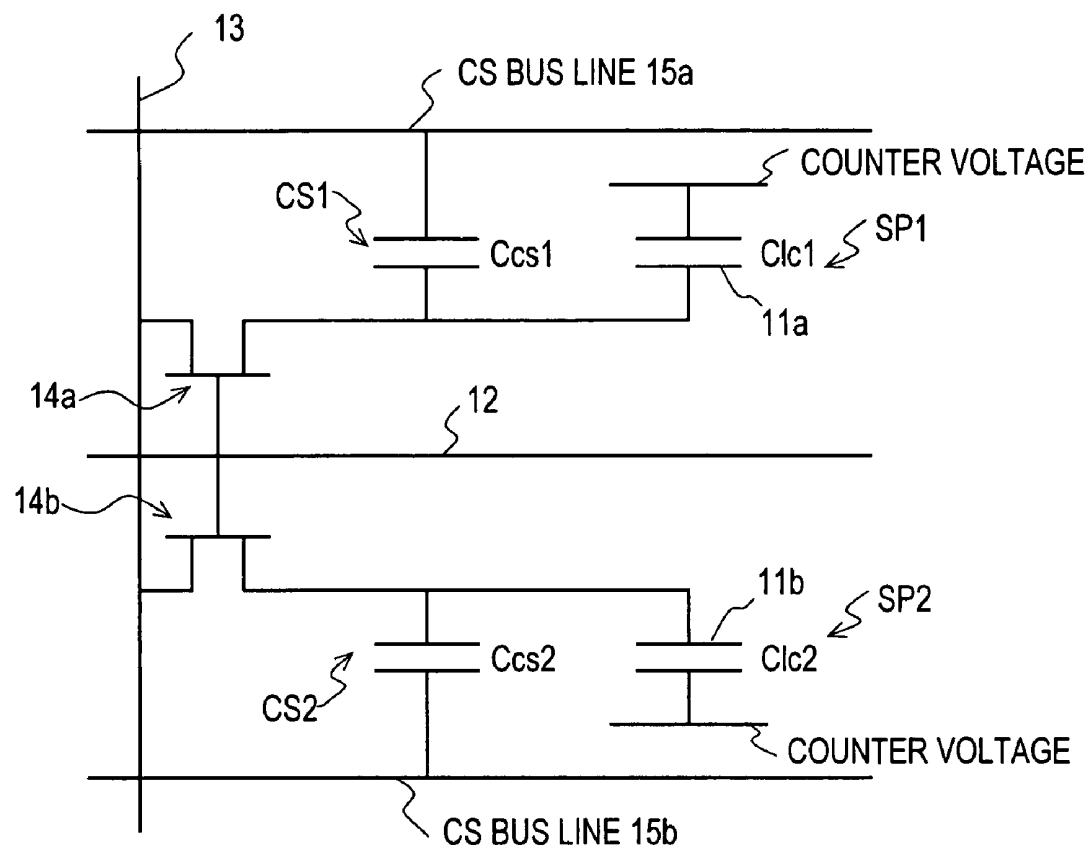 13
CS BUS LINE 15a
COUNTER VOLTAGE
CS1
Ccs1
Clc1
SP1
11a
14a
12
14b
11b
SP2
Ccs2
Clc2
CS2
COUNTER VOLTAGE
CS BUS LINE 15b